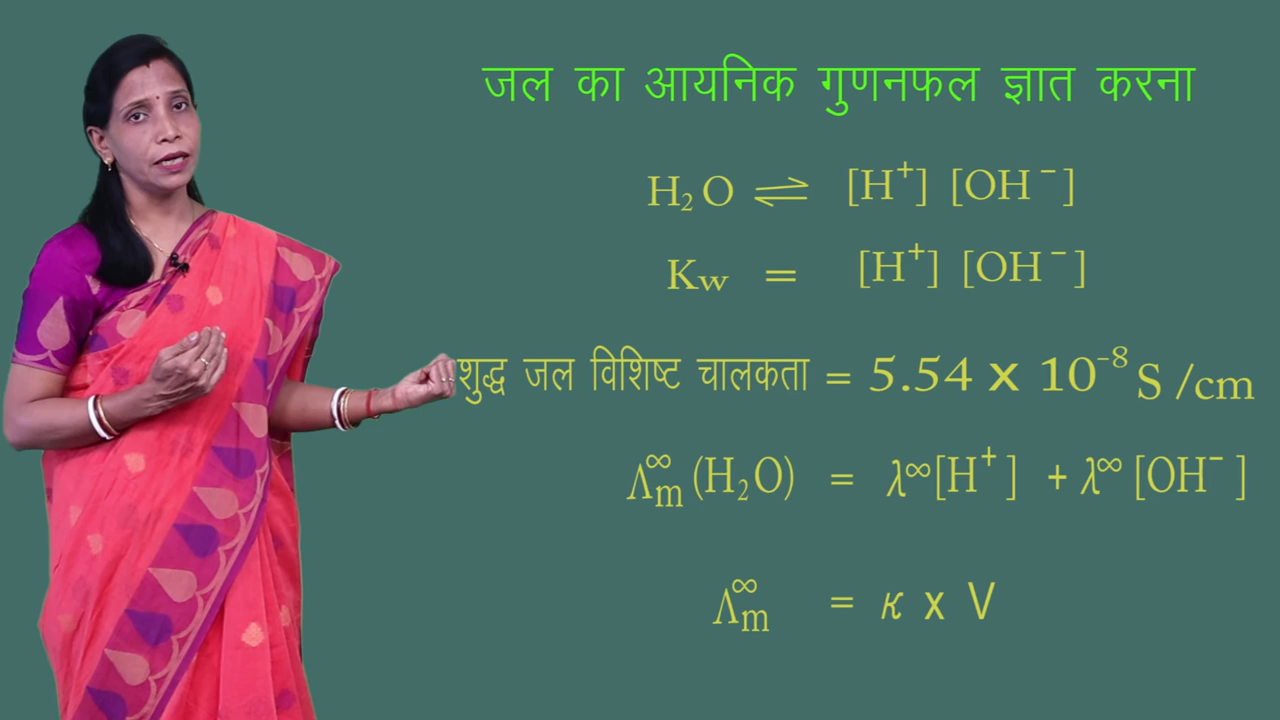 जल का आयनिक गुणनफल ज्ञात करना
H₂O ⇌ [H⁺] [OH⁻]
Kw = [H⁺] [OH⁻]
शुद्ध जल विशिष्ट चालकता = 5.54 x 10⁻⁸ S /cm
Λ∞m (H₂O) = λ∞[H⁺] + λ∞ [OH⁻]
Λ∞m = κ x V